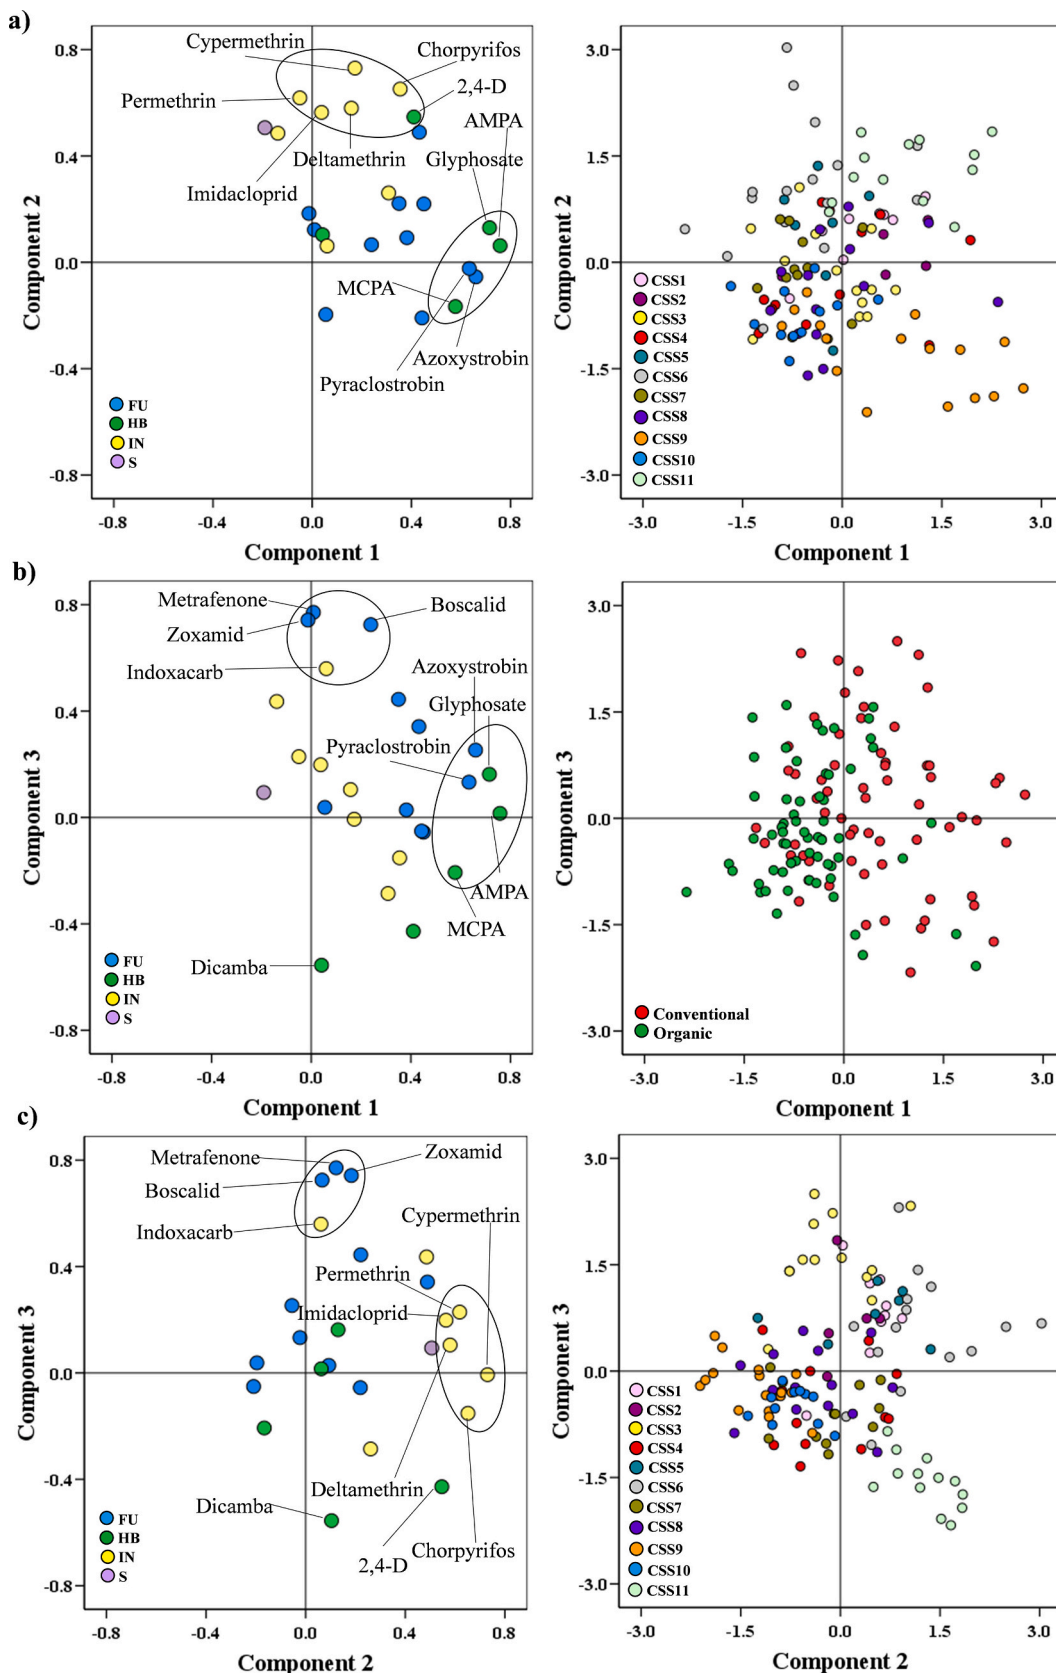 a)
0.8
0.4
0.0
-0.4
-0.8
Component 2
Cypermethrin
Chorpyrifos
2,4-D
Permethrin
AMPA
Deltamethrin
Glyphosate
Imidacloprid
MCPA
Azoxystrobin
Pyraclostrobin
FU
HB
IN
S
-0.8
-0.4
0.0
0.4
0.8
Component 1
3.0
1.5
0.0
-1.5
-3.0
Component 2
CSS1
CSS2
CSS3
CSS4
CSS5
CSS6
CSS7
CSS8
CSS9
CSS10
CSS11
-3.0
-1.5
0.0
1.5
3.0
Component 1
b)
0.8
0.4
0.0
-0.4
-0.8
Component 3
Metrafenone
Boscalid
Zoxamid
Indoxacarb
Azoxystrobin
Glyphosate
Pyraclostrobin
AMPA
MCPA
Dicamba
FU
HB
IN
S
-0.8
-0.4
0.0
0.4
0.8
Component 1
3.0
1.5
0.0
-1.5
-3.0
Component 3
Conventional
Organic
-3.0
-1.5
0.0
1.5
3.0
Component 1
c)
0.8
0.4
0.0
-0.4
-0.8
Component 3
Metrafenone
Zoxamid
Boscalid
Indoxacarb
Cypermethrin
Permethrin
Imidacloprid
Deltamethrin
Dicamba
Chorpyrifos
2,4-D
FU
HB
IN
S
-0.8
-0.4
0.0
0.4
0.8
Component 2
3.0
1.5
0.0
-1.5
-3.0
Component 3
CSS1
CSS2
CSS3
CSS4
CSS5
CSS6
CSS7
CSS8
CSS9
CSS10
CSS11
-3.0
-1.5
0.0
1.5
3.0
Component 2